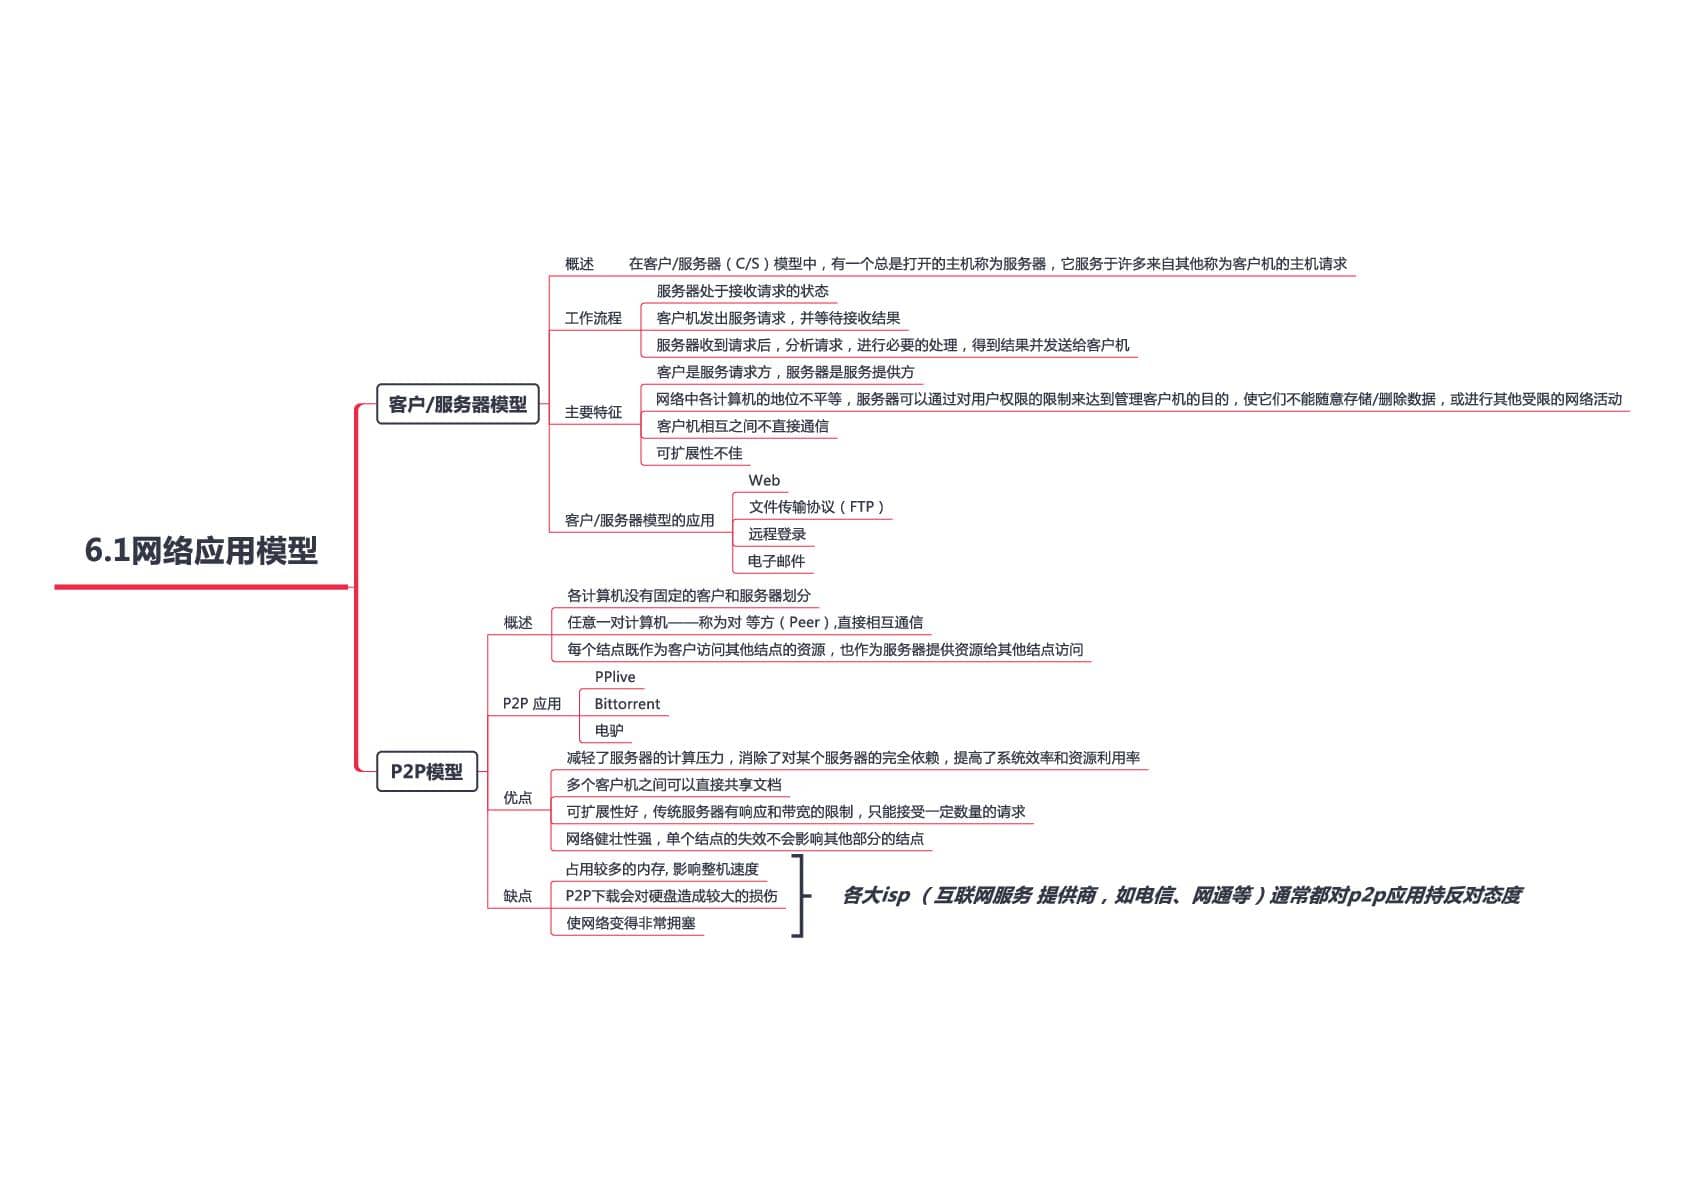 6.1网络应用模型
客户/服务器模型
概述
在客户/服务器（C/S）模型中，有一个总是打开的主机称为服务器，它服务于许多来自其他称为客户机的主机请求
工作流程
服务器处于接收请求的状态
客户机发出服务请求，并等待接收结果
服务器收到请求后，分析请求，进行必要的处理，得到结果并发送给客户机
主要特征
客户是服务请求方，服务器是服务提供方
网络中各计算机的地位不平等，服务器可以通过对用户权限的限制来达到管理客户机的目的，使它们不能随意存储/删除数据，或进行其他受限的网络活动
客户机相互之间不直接通信
可扩展性不佳
客户/服务器模型的应用
Web
文件传输协议（FTP）
远程登录
电子邮件
P2P模型
概述
各计算机没有固定的客户和服务器划分
任意一对计算机——称为对 等方（Peer）,直接相互通信
每个结点既作为客户访问其他结点的资源，也作为服务器提供资源给其他结点访问
P2P 应用
PPlive
Bittorrent
电驴
优点
减轻了服务器的计算压力，消除了对某个服务器的完全依赖，提高了系统效率和资源利用率
多个客户机之间可以直接共享文档
可扩展性好，传统服务器有响应和带宽的限制，只能接受一定数量的请求
网络健壮性强，单个结点的失效不会影响其他部分的结点
缺点
占用较多的内存, 影响整机速度
P2P下载会对硬盘造成较大的损伤
使网络变得非常拥塞
各大isp （互联网服务 提供商，如电信、网通等）通常都对p2p应用持反对态度